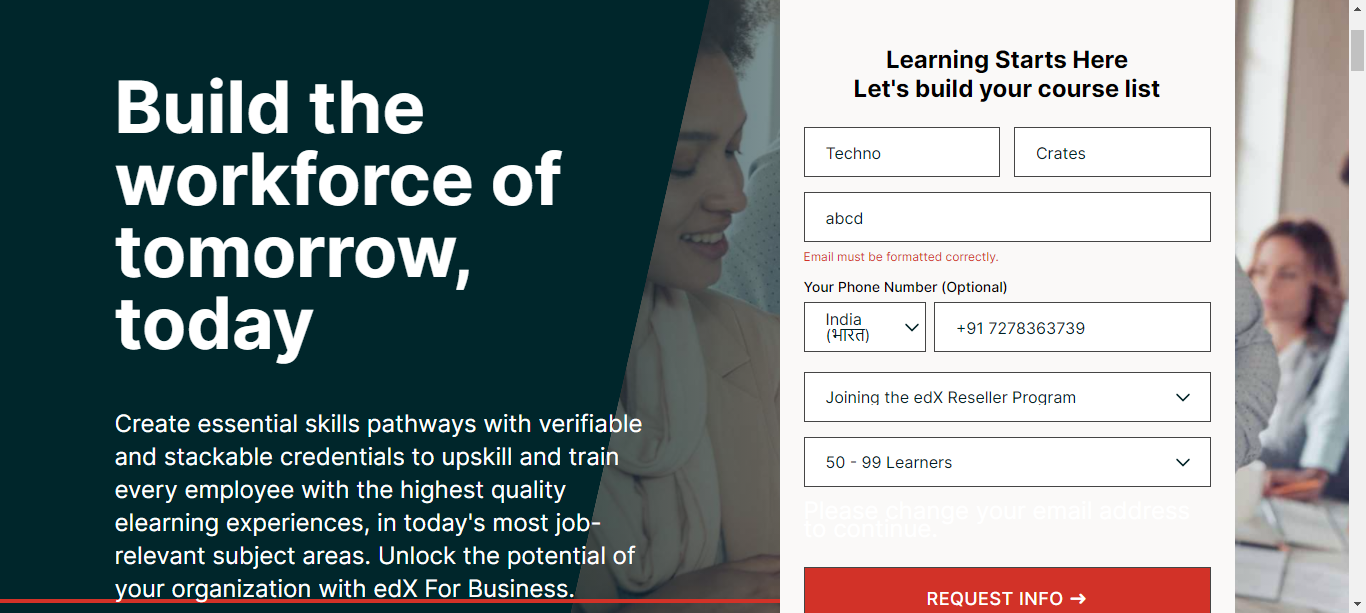 Build the
workforce of
tomorrow,
today
Create essential skills pathways with verifiable
and stackable credentials to upskill and train
every employee with the highest quality
elearning experiences, in today's most job-
relevant subject areas. Unlock the potential of
your organization with edX For Business.
Learning Starts Here
Let's build your course list
Techno
Crates
abcd
Email must be formatted correctly.
Your Phone Number (Optional)
India
(भारत)
+91 7278363739
Joining the edX Reseller Program
50 - 99 Learners
Please change your email address
to continue.
REQUEST INFO →